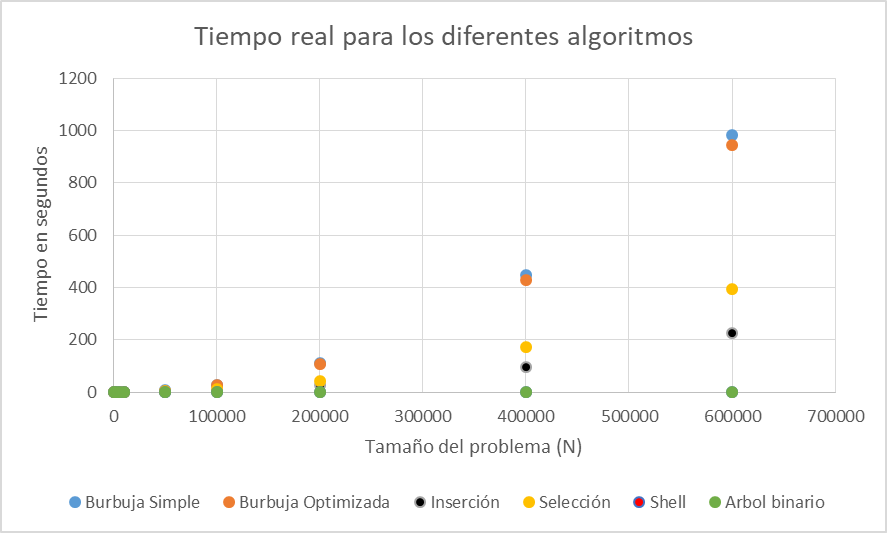 Tiempo real para los diferentes algoritmos
Tiempo en segundos
1200
1000
800
600
400
200
0
0 100000 200000 300000 400000 500000 600000 700000
Tamaño del problema (N)
Burbuja Simple Burbuja Optimizada Inserción Selección Shell Arbol binario